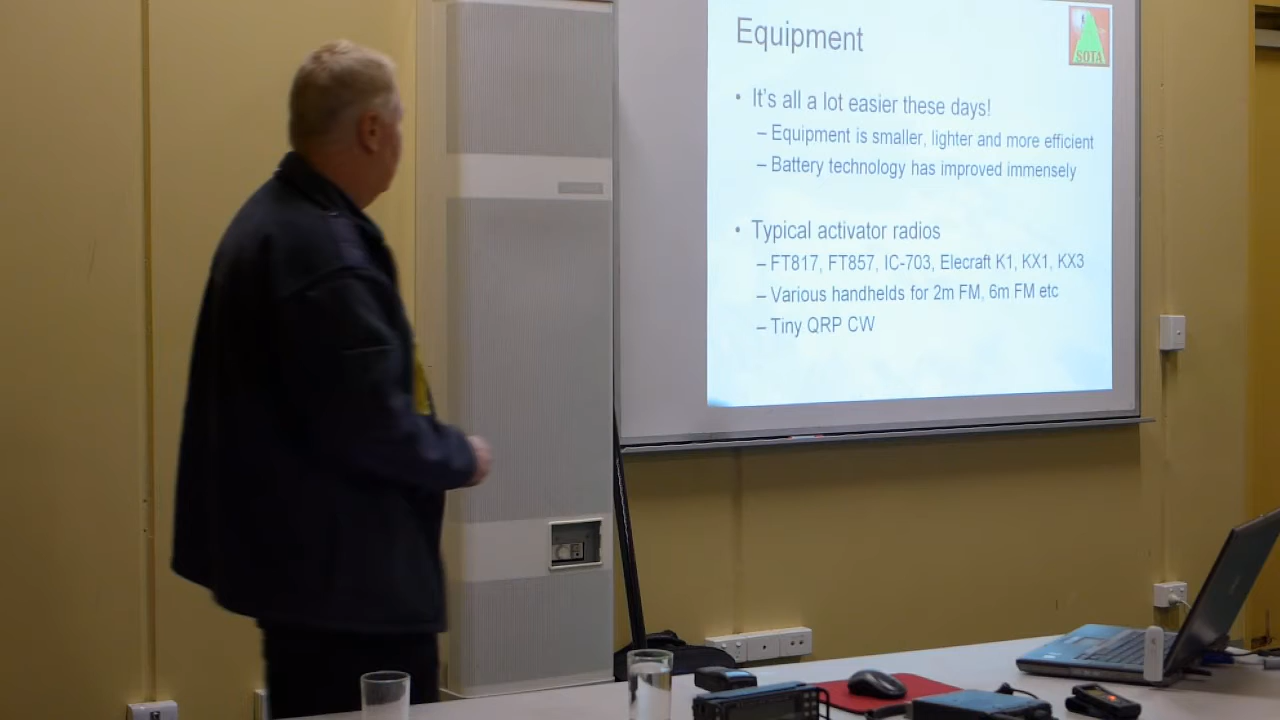 Equipment
SOTA
• It's all a lot easier these days!
– Equipment is smaller, lighter and more efficient
– Battery technology has improved immensely
• Typical activator radios
– FT817, FT857, IC-703, Elecraft K1, KX1, KX3
– Various handhelds for 2m FM, 6m FM etc
– Tiny QRP CW